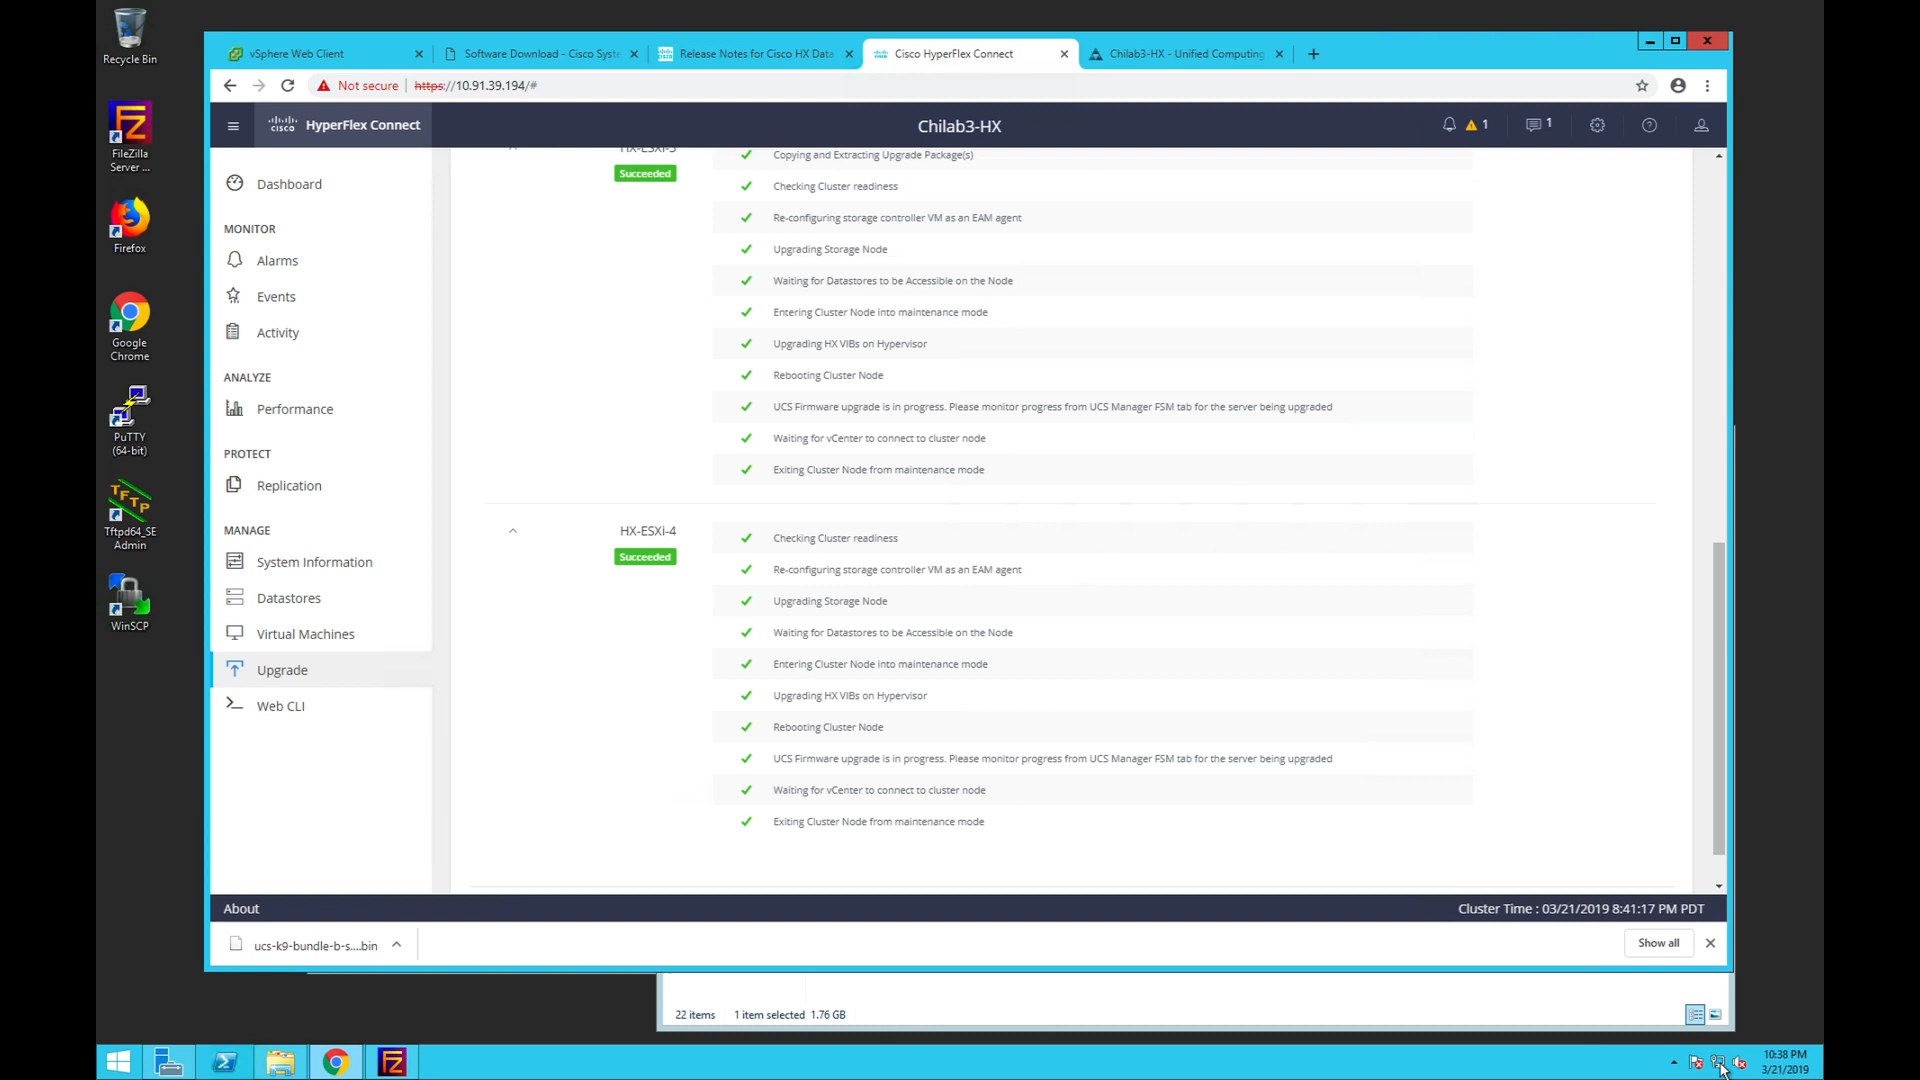 Recycle Bin
FileZilla
Server ...
Firefox
Google
Chrome
PuTTY
(64-bit)
TFTP
Tftpd64_SE
Admin
WinSCP
vSphere Web Client
Software Download - Cisco Syste
Release Notes for Cisco HX Data
Cisco HyperFlex Connect
Chilab3-HX - Unified Computing
Not secure
https://10.91.39.194/#
cisco
HyperFlex Connect
Chilab3-HX
1
1
Dashboard
MONITOR
Alarms
Events
Activity
ANALYZE
Performance
PROTECT
Replication
MANAGE
System Information
Datastores
Virtual Machines
Upgrade
Web CLI
HX-ESXi-3
Succeeded
Copying and Extracting Upgrade Package(s)
Checking Cluster readiness
Re-configuring storage controller VM as an EAM agent
Upgrading Storage Node
Waiting for Datastores to be Accessible on the Node
Entering Cluster Node into maintenance mode
Upgrading HX VIBs on Hypervisor
Rebooting Cluster Node
UCS Firmware upgrade is in progress. Please monitor progress from UCS Manager FSM tab for the server being upgraded
Waiting for vCenter to connect to cluster node
Exiting Cluster Node from maintenance mode
HX-ESXi-4
Succeeded
Checking Cluster readiness
Re-configuring storage controller VM as an EAM agent
Upgrading Storage Node
Waiting for Datastores to be Accessible on the Node
Entering Cluster Node into maintenance mode
Upgrading HX VIBs on Hypervisor
Rebooting Cluster Node
UCS Firmware upgrade is in progress. Please monitor progress from UCS Manager FSM tab for the server being upgraded
Waiting for vCenter to connect to cluster node
Exiting Cluster Node from maintenance mode
About
Cluster Time : 03/21/2019 8:41:17 PM PDT
ucs-k9-bundle-b-s....bin
Show all
22 items
1 item selected 1.76 GB
10:38 PM
3/21/2019